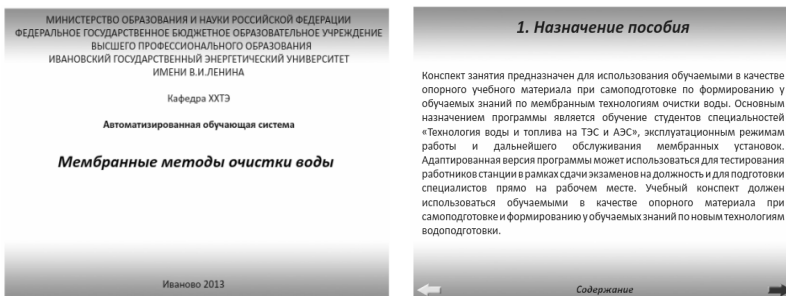 МИНИСТЕРСТВО ОБРАЗОВАНИЯ И НАУКИ РОССИЙСКОЙ ФЕДЕРАЦИИ
ФЕДЕРАЛЬНОЕ ГОСУДАРСТВЕННОЕ БЮДЖЕТНОЕ ОБРАЗОВАТЕЛЬНОЕ УЧРЕЖДЕНИЕ
ВЫСШЕГО ПРОФЕССИОНАЛЬНОГО ОБРАЗОВАНИЯ
ИВАНОВСКИЙ ГОСУДАРСТВЕННЫЙ ЭНЕРГЕТИЧЕСКИЙ УНИВЕРСИТЕТ
ИМЕНИ В.И.ЛЕНИНА
Кафедра ХХТЭ
Автоматизированная обучающая система
Мембранные методы очистки воды
Иваново 2013
1. Назначение пособия
Конспект занятия предназначен для использования обучаемыми в качестве
опорного учебного материала при самоподготовке по формированию у
обучаемых знаний по мембранным технологиям очистки воды. Основным
назначением программы является обучение студентов специальностей
«Технология воды и топлива на ТЭС и АЭС», эксплуатационным режимам
работы и дальнейшего обслуживания мембранных установок.
Адаптированная версия программы может использоваться для тестирования
работников станции в рамках сдачи экзаменов на должность и для подготовки
специалистов прямо на рабочем месте. Учебный конспект должен
использоваться обучаемыми в качестве опорного материала при
самоподготовке и формированию у обучаемых знаний по новым технологиям
водоподготовки.
Содержание